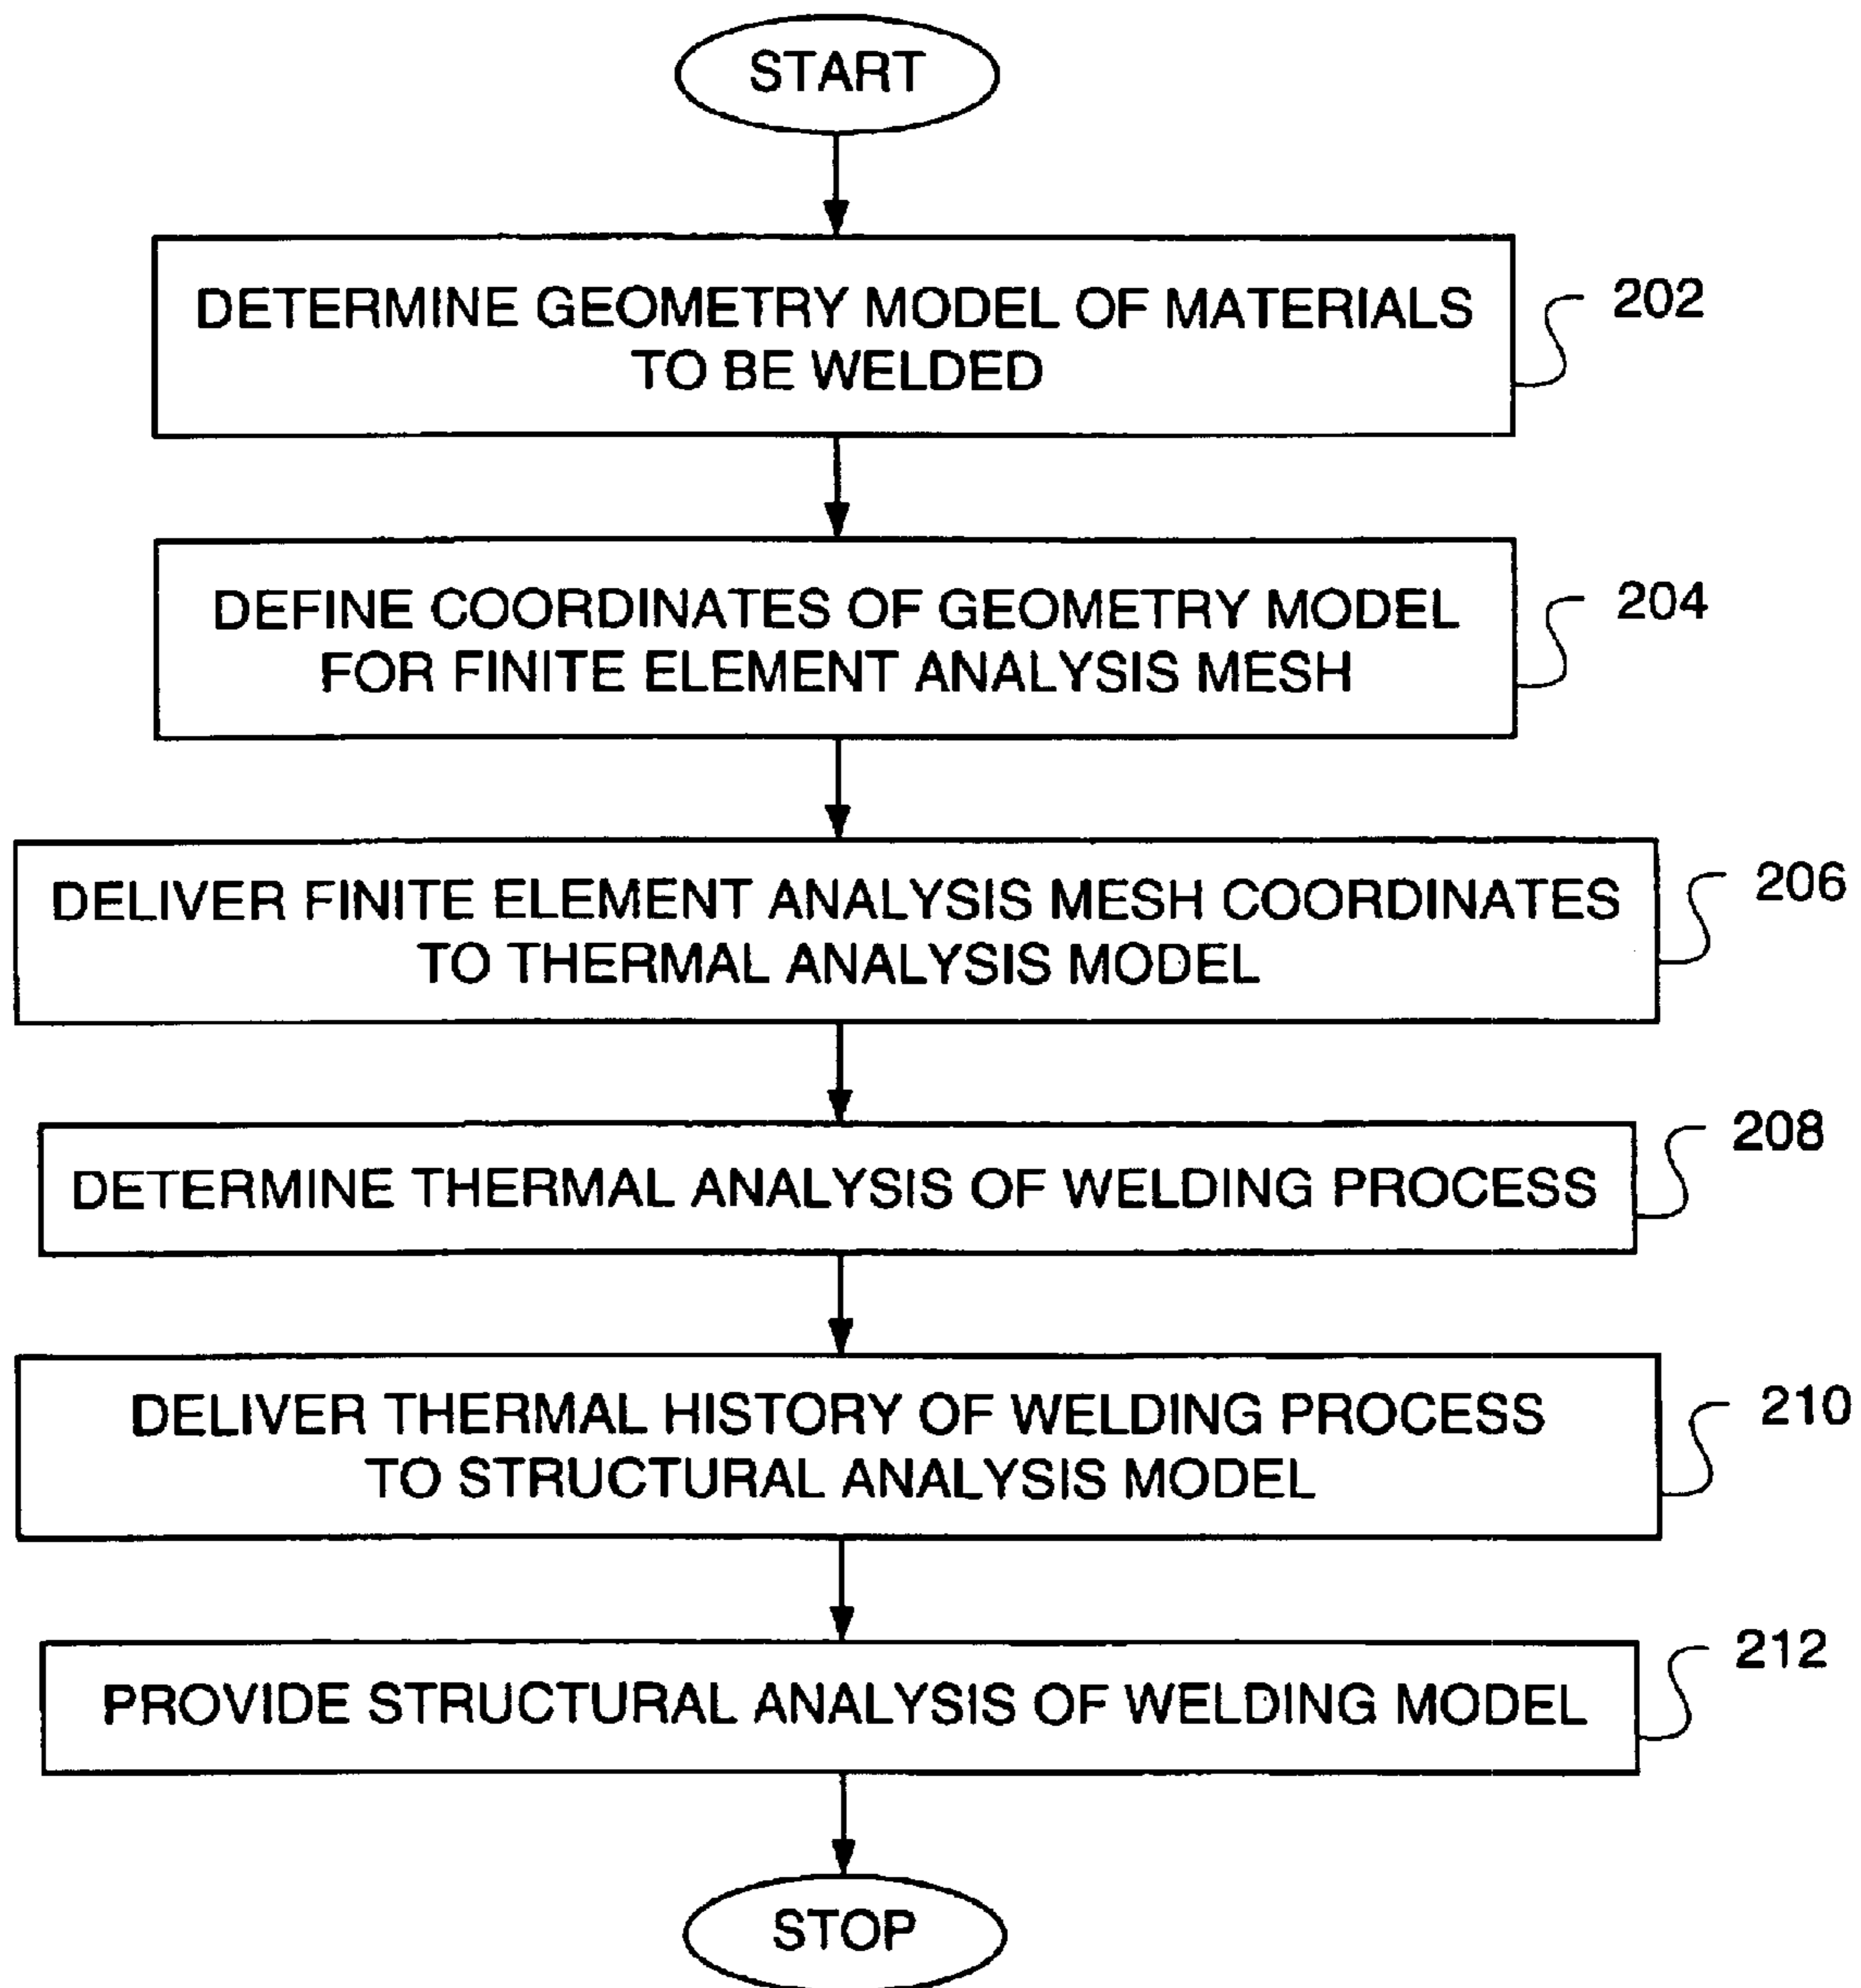 START
DETERMINE GEOMETRY MODEL OF MATERIALS
TO BE WELDED
202
DEFINE COORDINATES OF GEOMETRY MODEL
FOR FINITE ELEMENT ANALYSIS MESH
204
DELIVER FINITE ELEMENT ANALYSIS MESH COORDINATES
TO THERMAL ANALYSIS MODEL
206
DETERMINE THERMAL ANALYSIS OF WELDING PROCESS
208
DELIVER THERMAL HISTORY OF WELDING PROCESS
TO STRUCTURAL ANALYSIS MODEL
210
PROVIDE STRUCTURAL ANALYSIS OF WELDING MODEL
212
STOP